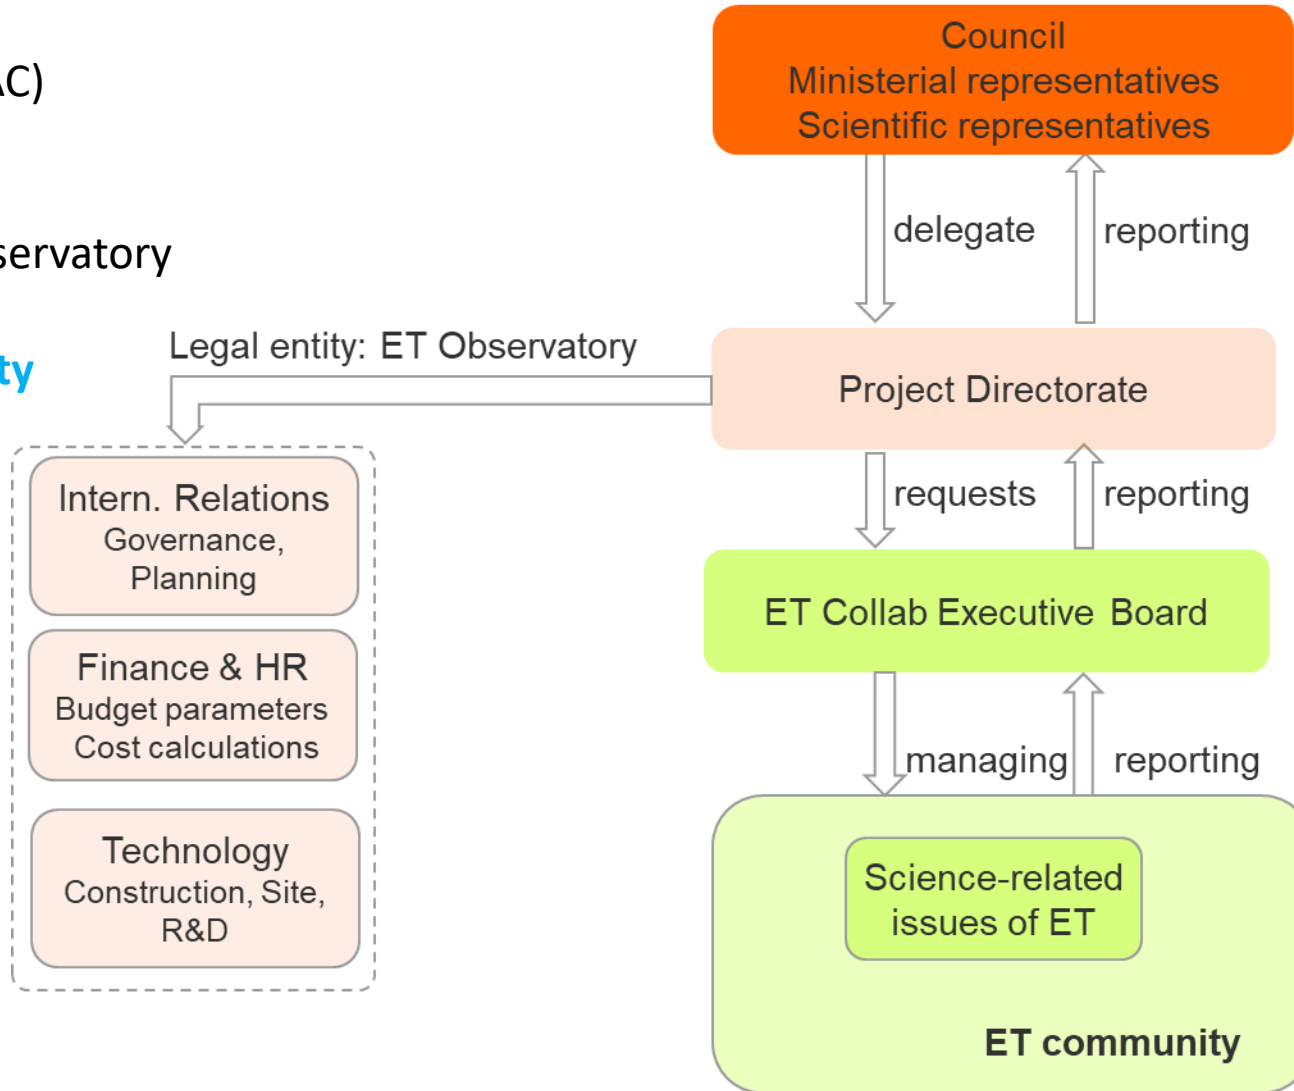 AC)
servatory
ty
Council
Ministerial representatives
Scientific representatives
delegate
reporting
Legal entity: ET Observatory
Project Directorate
requests
reporting
Intern. Relations
Governance,
Planning
ET Collab Executive Board
Finance & HR
Budget parameters
Cost calculations
managing
reporting
Technology
Construction, Site,
R&D
Science-related
issues of ET
ET community